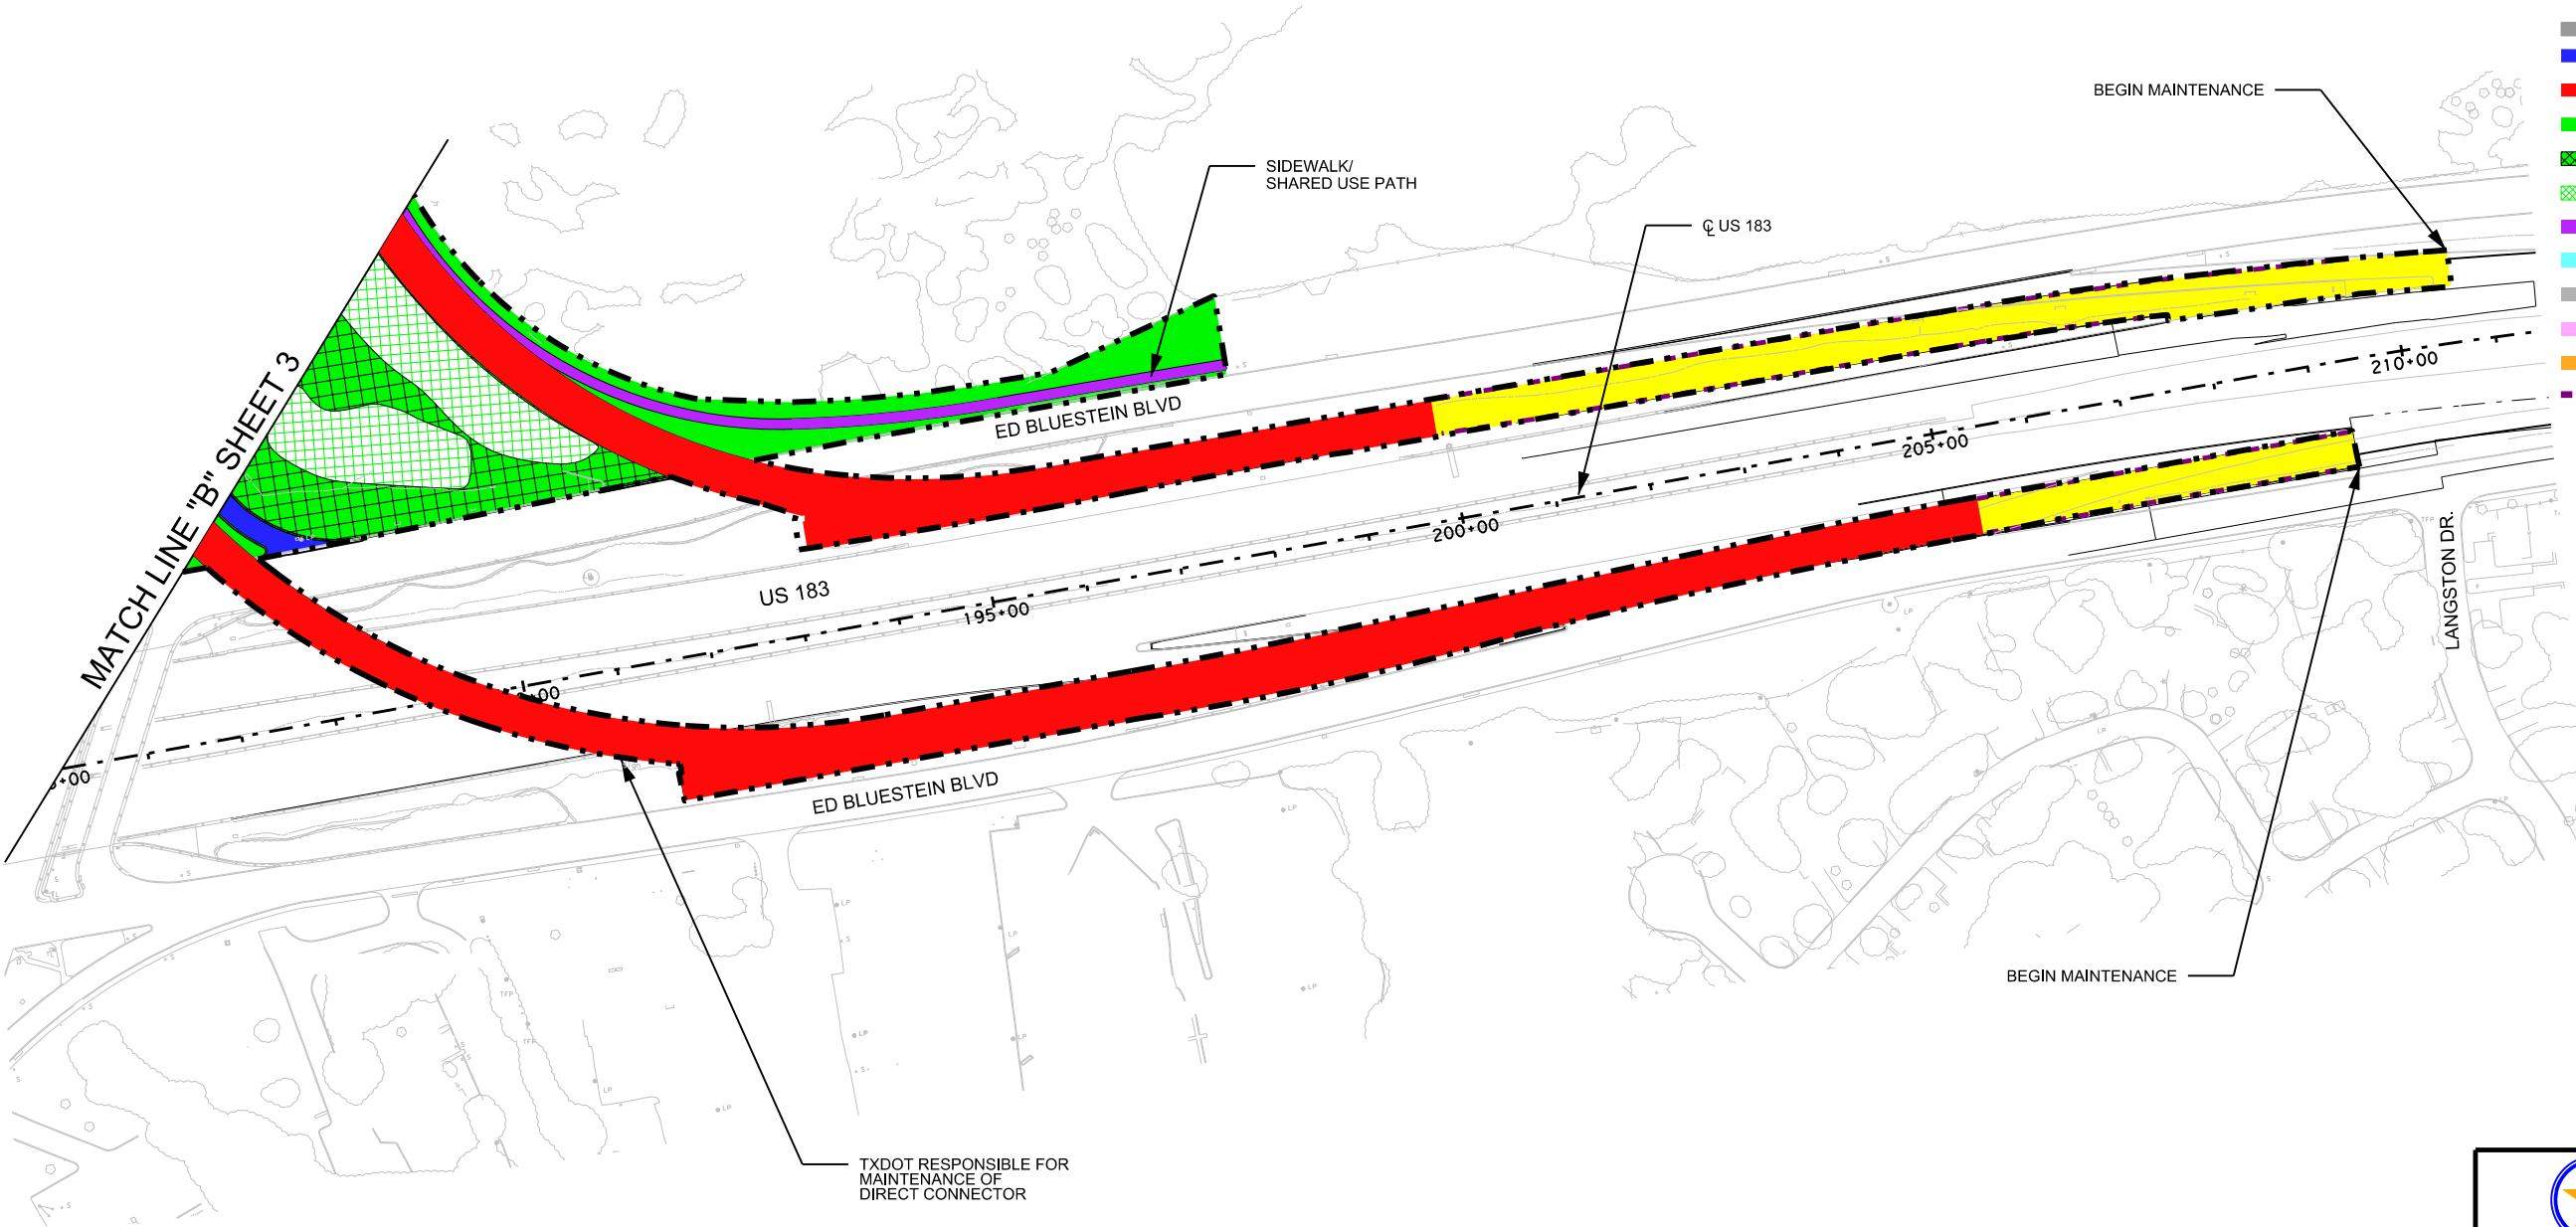 BEGIN MAINTENANCE
SIDEWALK/
SHARED USE PATH
℄ US 183
MATCH LINE "B" SHEET 3
ED BLUESTEIN BLVD
210+00
205+00
200+00
195+00
US 183
LANGSTON DR.
+00
+00
ED BLUESTEIN BLVD
BEGIN MAINTENANCE
TXDOT RESPONSIBLE FOR
MAINTENANCE OF
DIRECT CONNECTOR